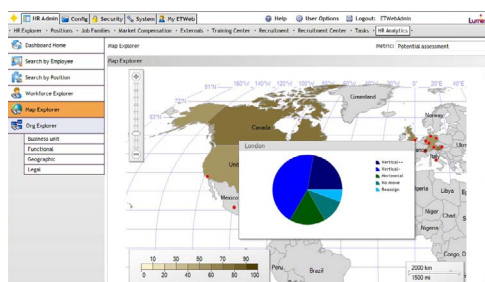 HR Admin Config Security System My ETWeb Help User Options Logout: ETWebAdmin
HR Explorer • Positions • Job Families • Market Compensation • Externals • Training Center • Recruitment • Recruitment Center • Tasks • HR Analytics •
Dashboard Home
Map Explorer
Metric: Potential assessment
Search by Employee
Map Explorer
Search by Position
Workforce Explorer
Map Explorer
Org Explorer
Business unit
Functional
Geographic
Legal
Greenland
Norway
Canada
London
Vertical++
Vertical+
Horizontal
No move
Reassign
Mexico
Italy
Libya
Niger
Chad
Nigeria
Peru
Brazil
10 30 50 70 90
0 20 40 60 80 100
2000 km
1500 mi